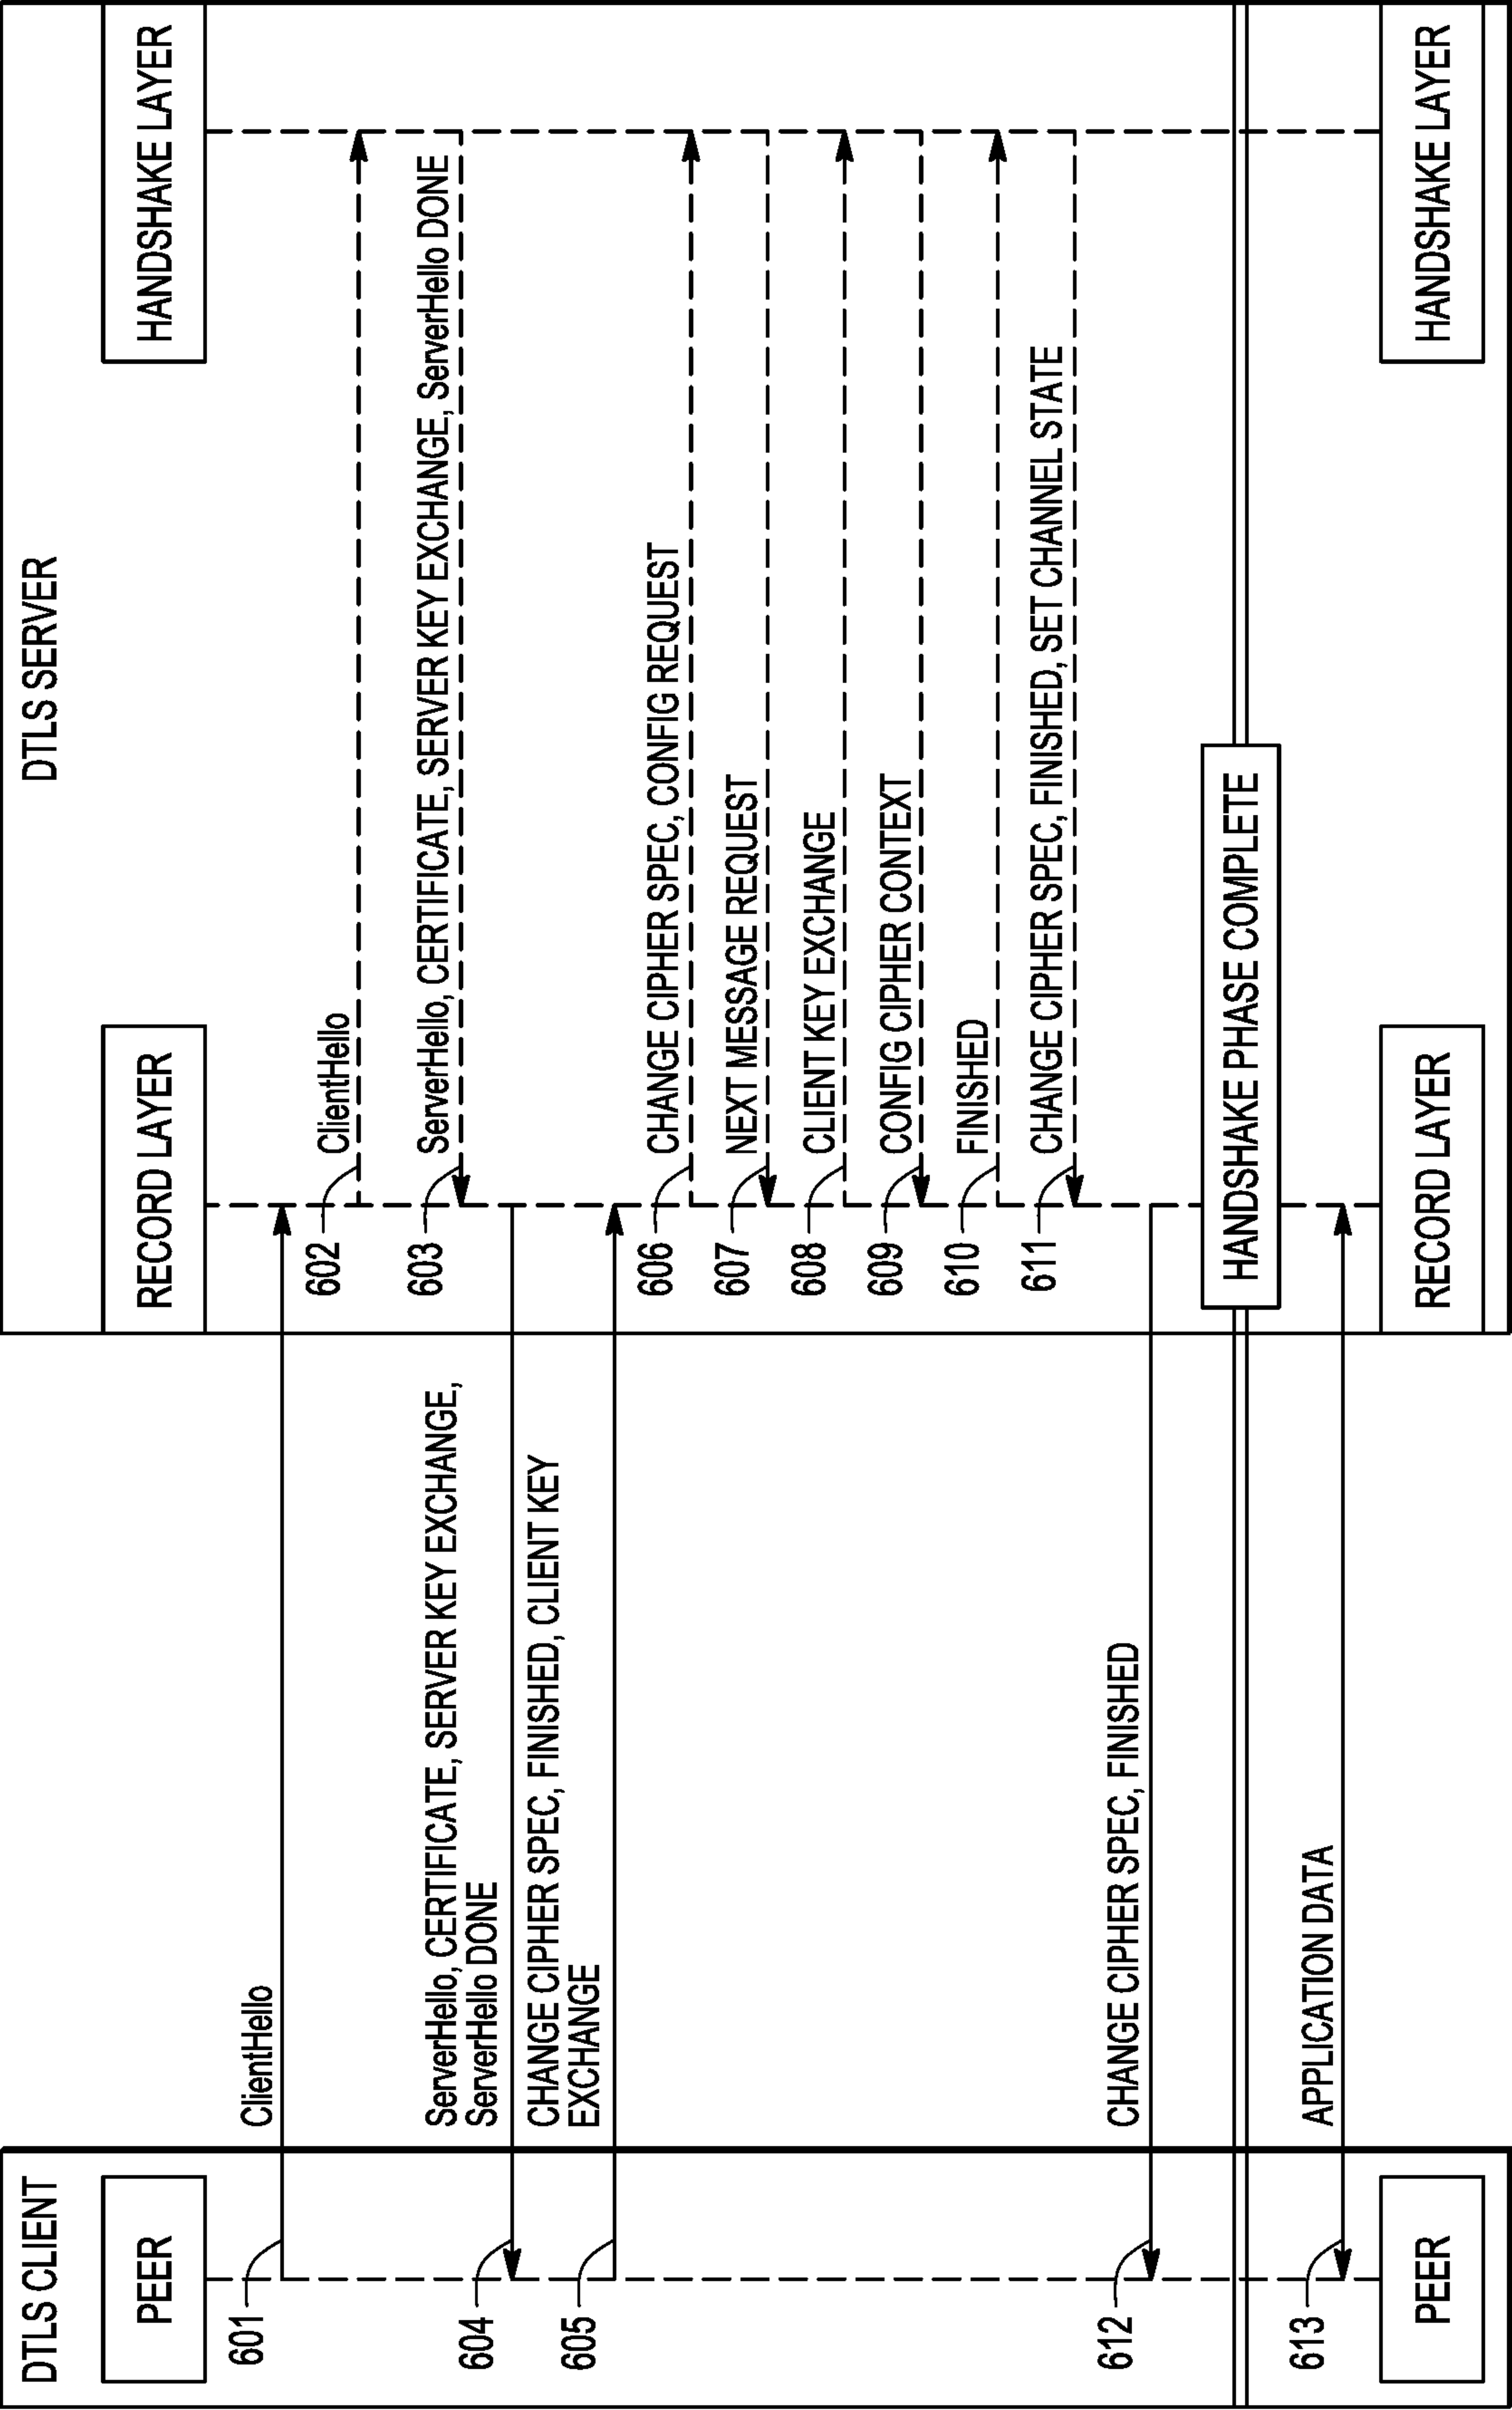 DTLS CLIENT
DTLS SERVER
PEER
RECORD LAYER
HANDSHAKE LAYER
601
ClientHello
602
ClientHello
603
ServerHello, CERTIFICATE, SERVER KEY EXCHANGE, ServerHello DONE
604
ServerHello, CERTIFICATE, SERVER KEY EXCHANGE,
ServerHello DONE
605
CHANGE CIPHER SPEC, FINISHED, CLIENT KEY
EXCHANGE
606
CHANGE CIPHER SPEC, CONFIG REQUEST
607
NEXT MESSAGE REQUEST
608
CLIENT KEY EXCHANGE
609
CONFIG CIPHER CONTEXT
610
FINISHED
611
CHANGE CIPHER SPEC, FINISHED, SET CHANNEL STATE
612
CHANGE CIPHER SPEC, FINISHED
HANDSHAKE PHASE COMPLETE
613
APPLICATION DATA
PEER
RECORD LAYER
HANDSHAKE LAYER